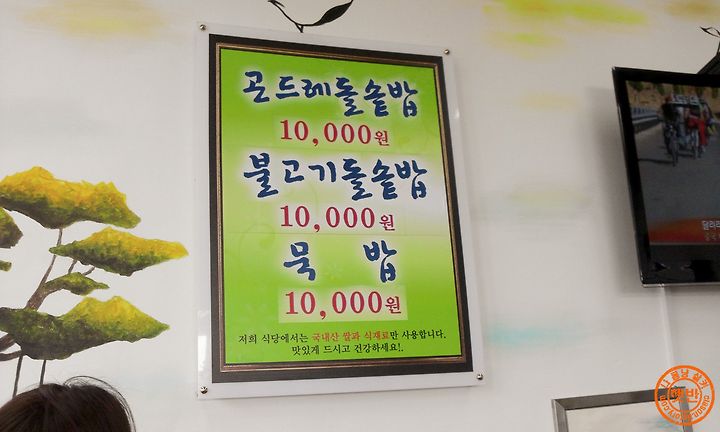 곤드레돌솥밥
10,000원
불고기돌솥밥
10,000원
묵 밥
10,000원
저희 식당에서는 국내산 쌀과 식재료만 사용합니다.
맛있게 드시고 건강하세요!.
달려라